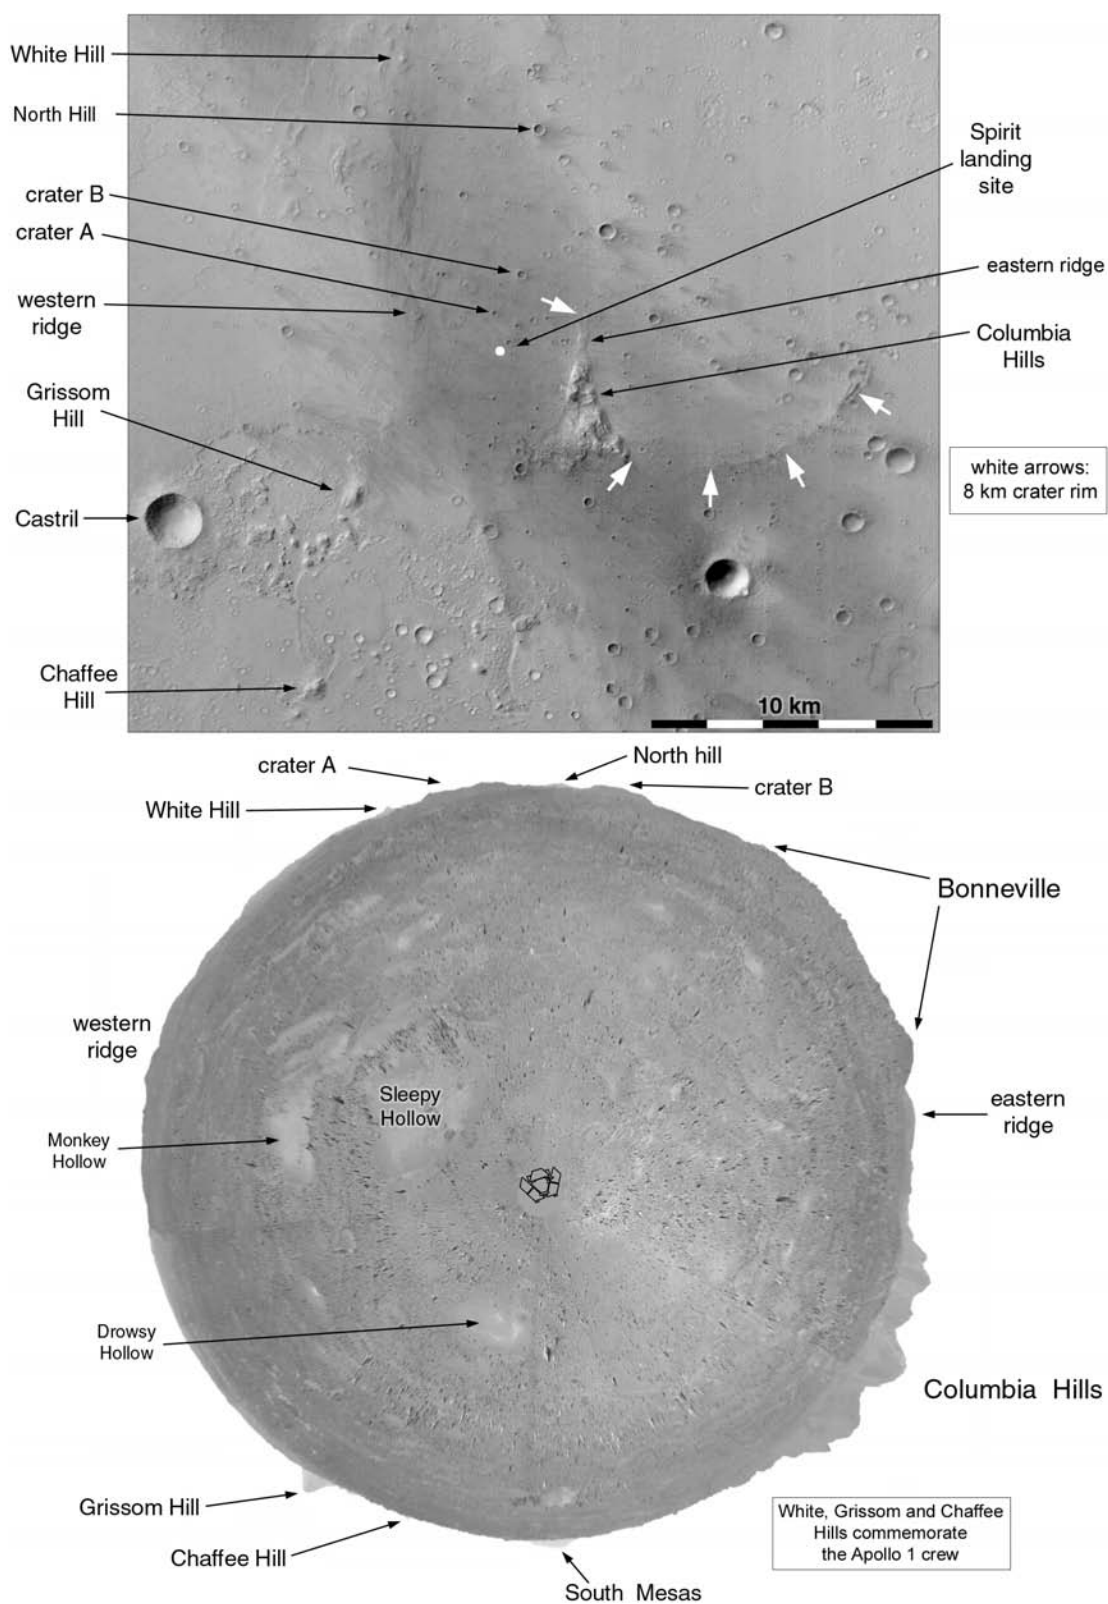 White Hill
North Hill
crater B
crater A
western
ridge
Grissom
Hill
Castril
Chaffee
Hill
Spirit
landing
site
eastern ridge
Columbia
Hills
white arrows:
8 km crater rim
10 km
crater A
North hill
White Hill
crater B
Bonneville
western
ridge
Sleepy
Hollow
eastern
ridge
Monkey
Hollow
Drowsy
Hollow
Columbia Hills
Grissom Hill
Chaffee Hill
South Mesas
White, Grissom and Chaffee
Hills commemorate
the Apollo 1 crew